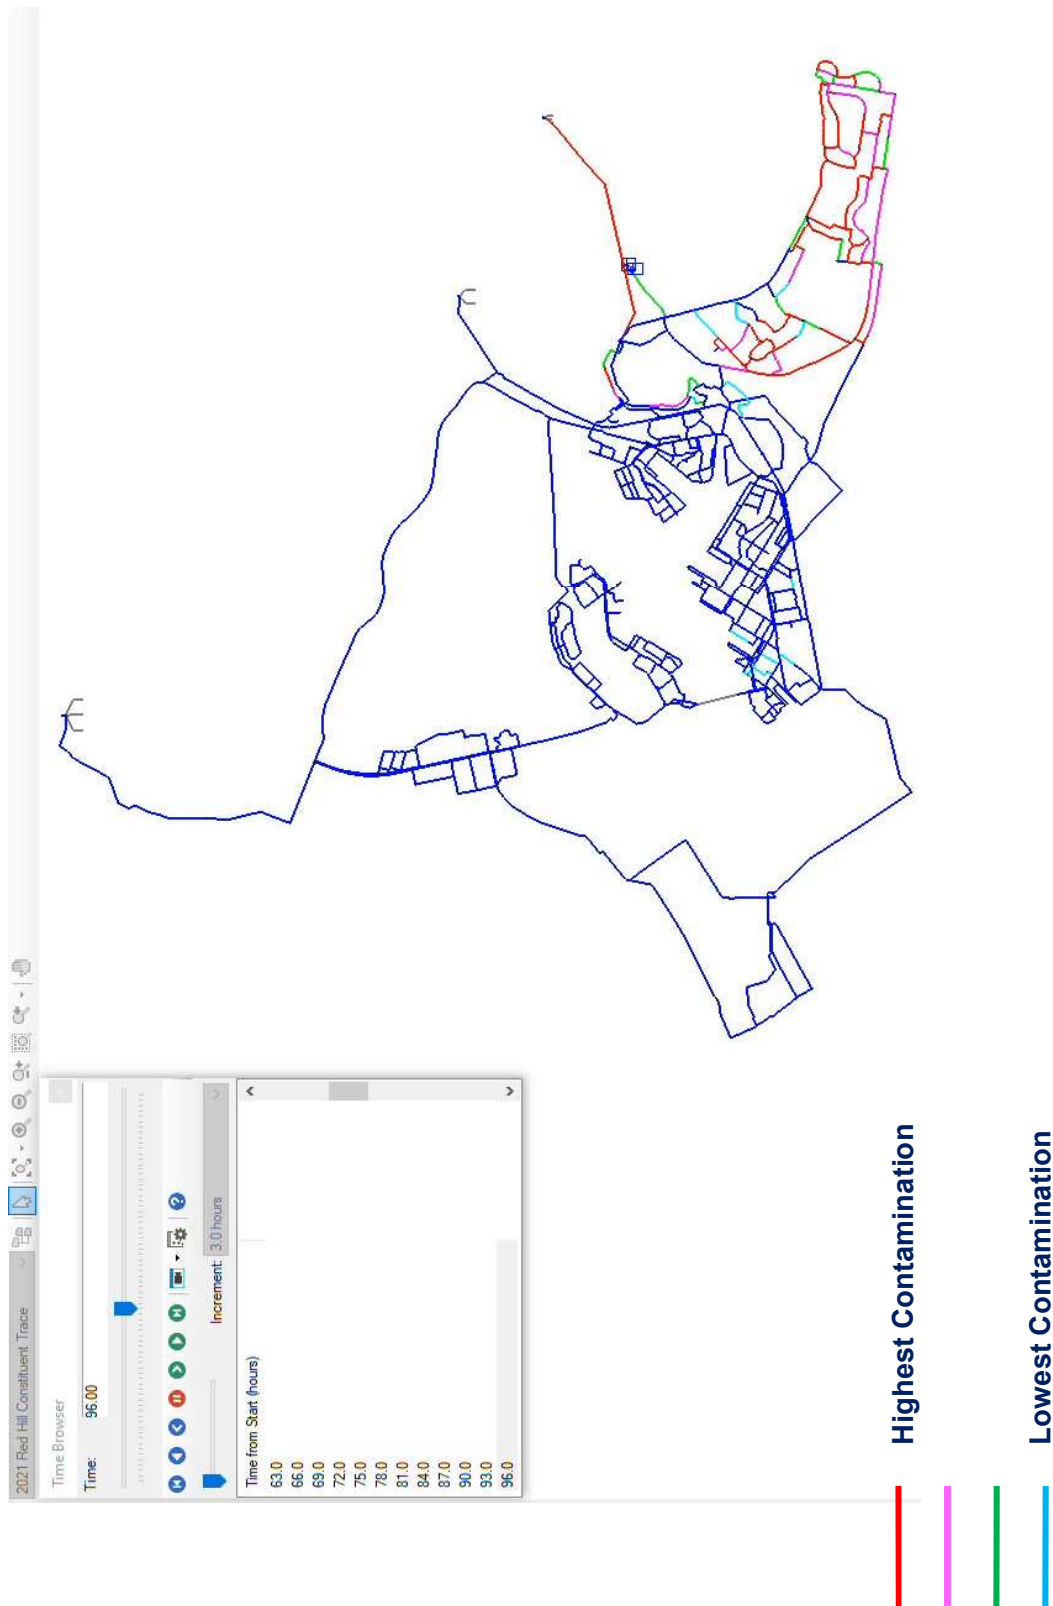 2021 Red Hill Constituent Trace
Time Browser
Time:
96.00
Increment:
3.0 hours
Time from Start (hours)
63.0
66.0
69.0
72.0
75.0
78.0
81.0
84.0
87.0
90.0
93.0
96.0
Highest Contamination
Lowest Contamination